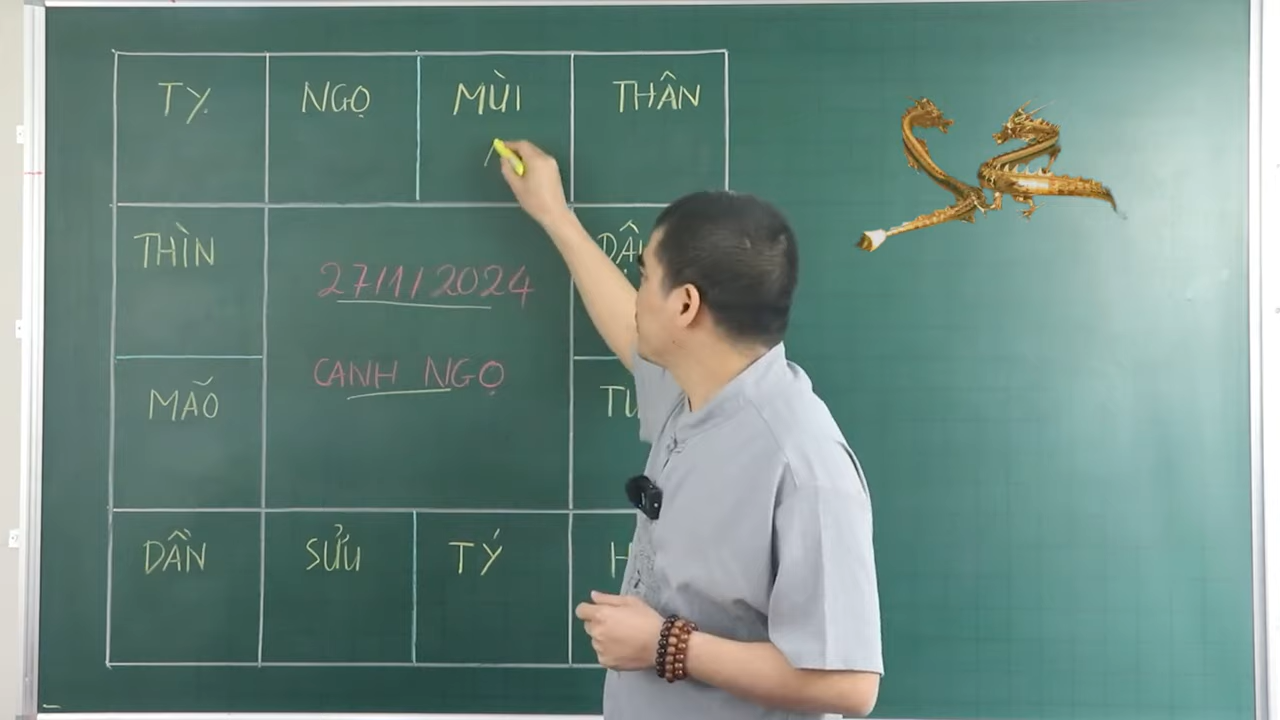 TỴ NGỌ MÙI THÂN
THÌN
27/11/2024
MÃO
CANH NGỌ
DẦN SỬU TÝ